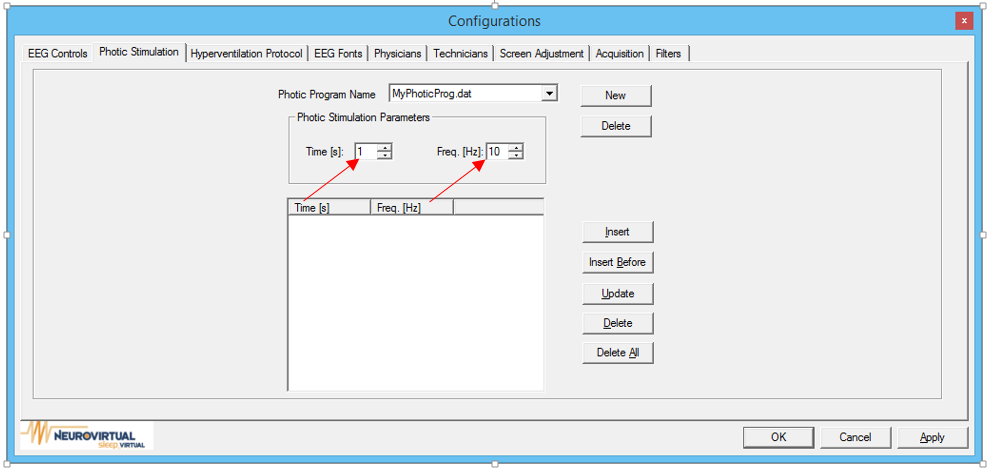 Configurations
x
EEG Controls Photic Stimulation Hyperventilation Protocol EEG Fonts Physicians Technicians Screen Adjustment Acquisition Filters
Photic Program Name MyPhoticProg.dat New
Delete
Photic Stimulation Parameters
Time [s]: 1 Freq. [Hz]: 10
Time [s] Freq. [Hz]
Insert
Insert Before
Update
Delete
Delete All
NEUROVIRTUAL
sleep VIRTUAL
OK Cancel Apply